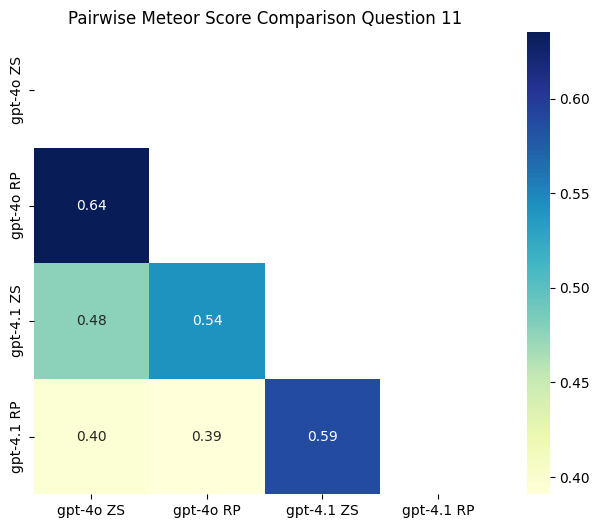 Pairwise Meteor Score Comparison Question 11
gpt-4o ZS
gpt-4o RP
0.64
gpt-4.1 ZS
0.48 0.54
gpt-4.1 RP
0.40 0.39 0.59
gpt-4o ZS gpt-4o RP gpt-4.1 ZS gpt-4.1 RP
0.60
0.55
0.50
0.45
0.40